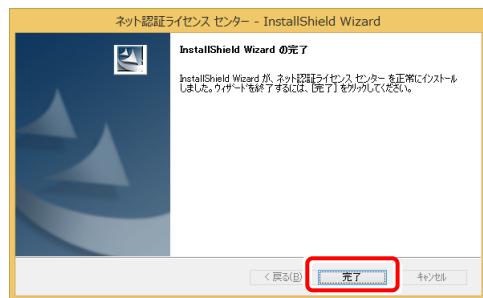 ネット認証ライセンス センター - InstallShield Wizard
InstallShield Wizard の完了
InstallShield Wizard が、ネット認証ライセンス センター を正常にインストール
しました。ウィザードを終了するには、[完了] をクリックしてください。
< 戻る(B)
完了
キャンセル